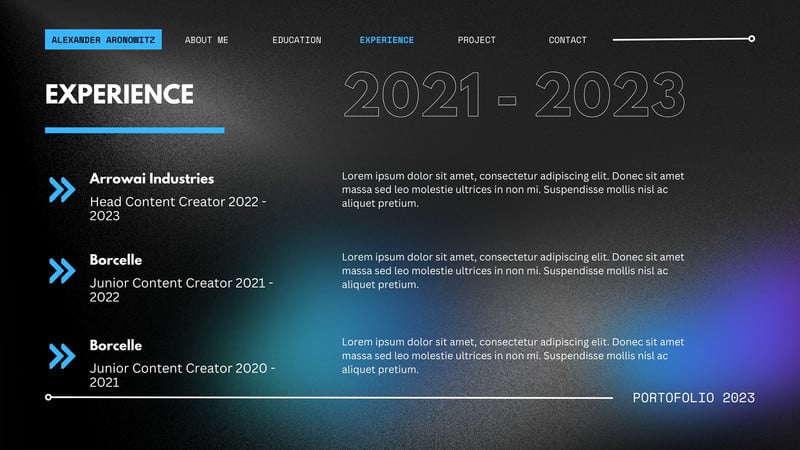 ALEXANDER ARONOWITZ ABOUT ME EDUCATION EXPERIENCE PROJECT CONTACT
EXPERIENCE
2021 - 2023
Arrowai Industries
Head Content Creator 2022 -
2023
Lorem ipsum dolor sit amet, consectetur adipiscing elit. Donec sit amet
massa sed leo molestie ultrices in non mi. Suspendisse mollis nisl ac
aliquet pretium.
Borcelle
Junior Content Creator 2021 -
2022
Lorem ipsum dolor sit amet, consectetur adipiscing elit. Donec sit amet
massa sed leo molestie ultrices in non mi. Suspendisse mollis nisl ac
aliquet pretium.
Borcelle
Junior Content Creator 2020 -
2021
Lorem ipsum dolor sit amet, consectetur adipiscing elit. Donec sit amet
massa sed leo molestie ultrices in non mi. Suspendisse mollis nisl ac
aliquet pretium.
PORTOFOLIO 2023